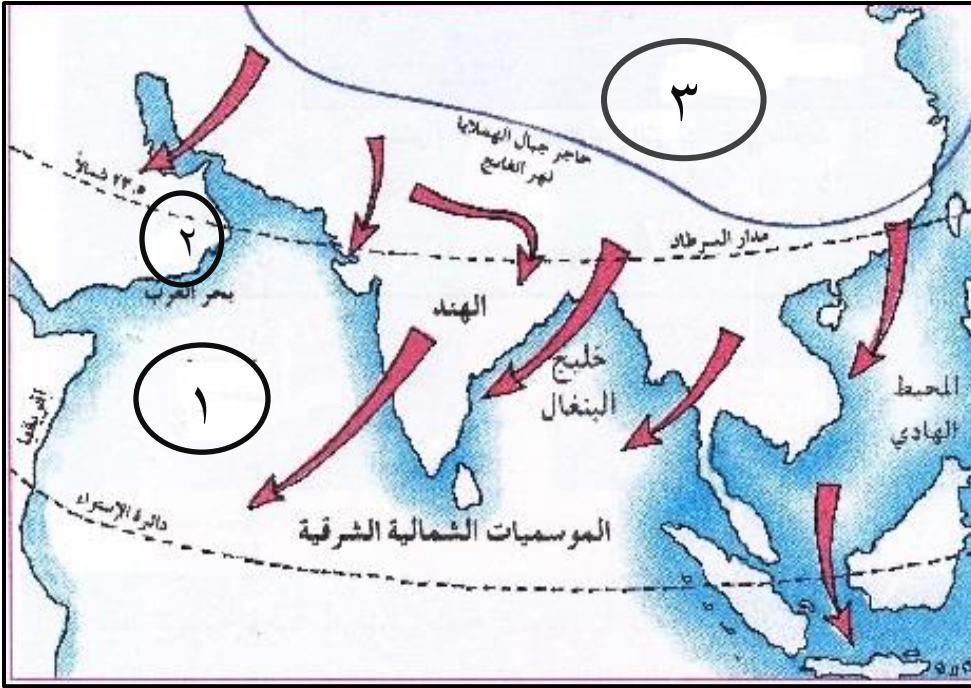 ٣
حاجز جبال الهملايا
نهر الغانج
٢٣.٥ شمالاً
مدار السرطان
٢
بحر العرب
الهند
خليج
البنغال
المحيط
الهادي
١
إفريقيا
دائرة الإستواء
الموسميات الشمالية الشرقية